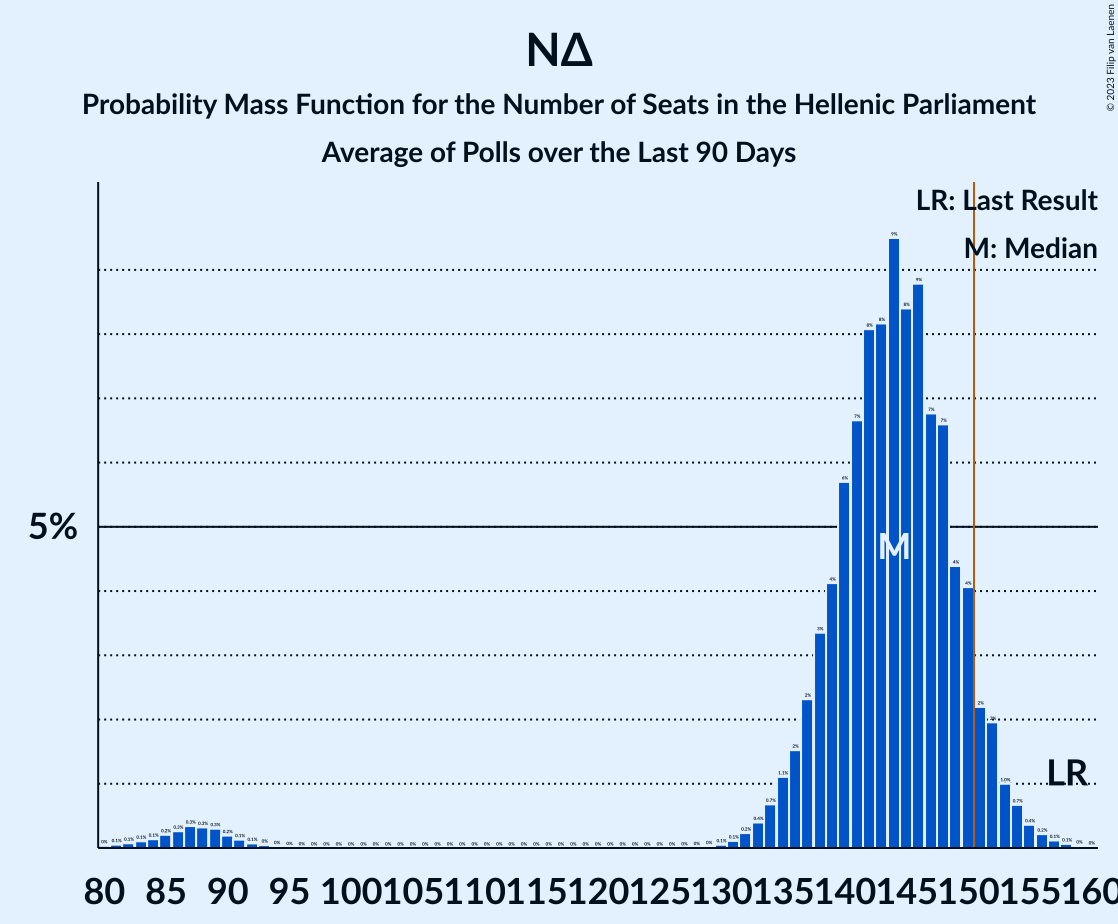 © 2023 Filip van Laenen
ΝΔ
Probability Mass Function for the Number of Seats in the Hellenic Parliament
Average of Polls over the Last 90 Days
LR: Last Result
M: Median
5%
M
LR
80 85 90 95 100 105 110 115 120 125 130 135 140 145 150 155 160